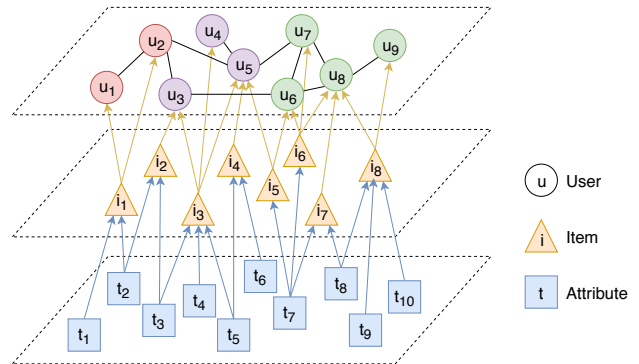 u4
u7
u2
u9
u5
u8
u1
u3
u6
i2
i4
i6
i8
i1
i3
i5
i7
u User
i Item
t Attribute
t2
t6
t8
t4
t7
t10
t3
t1
t5
t9